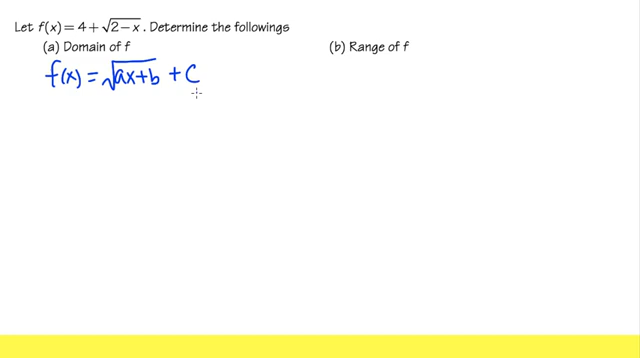 Let f(x) = 4 + √(2 − x). Determine the followings
(a) Domain of f (b) Range of f
f(x) = √(ax+b) + C